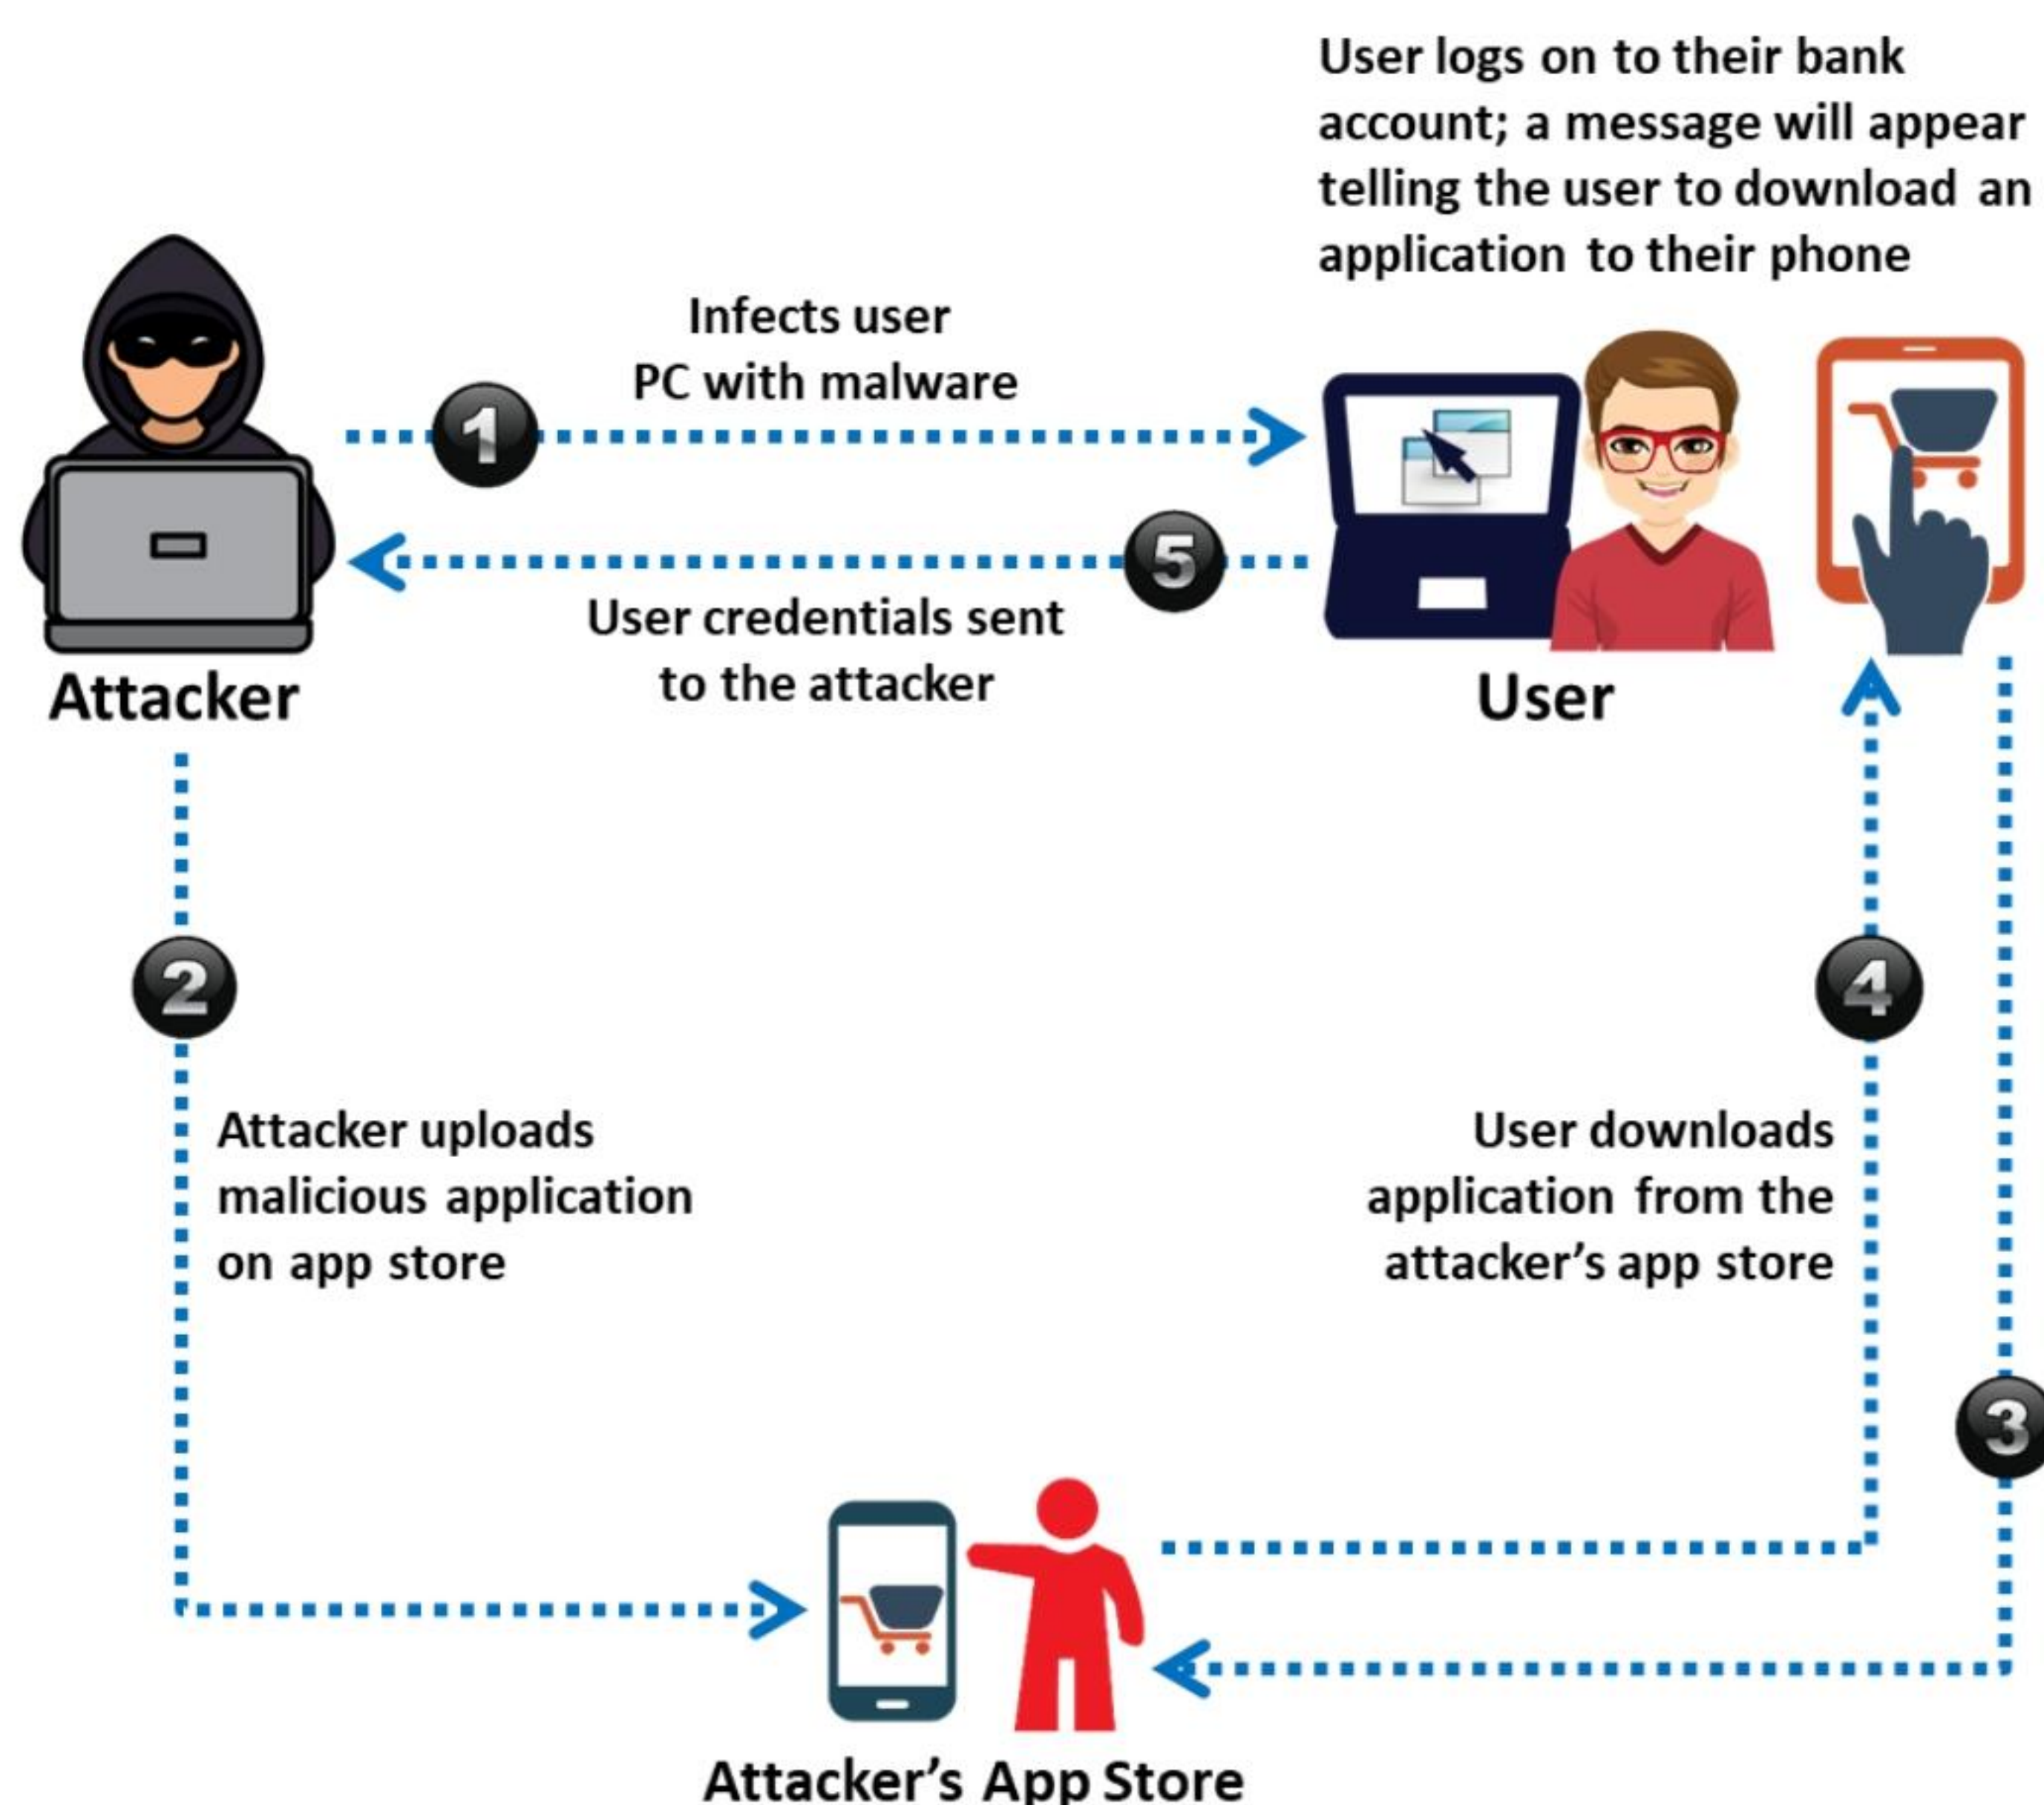 User logs on to their bank
account; a message will appear
telling the user to download an
application to their phone
Infects user
PC with malware
1
5
User credentials sent
to the attacker
Attacker
User
2
4
Attacker uploads
malicious application
on app store
User downloads
application from the
attacker’s app store
3
Attacker’s App Store